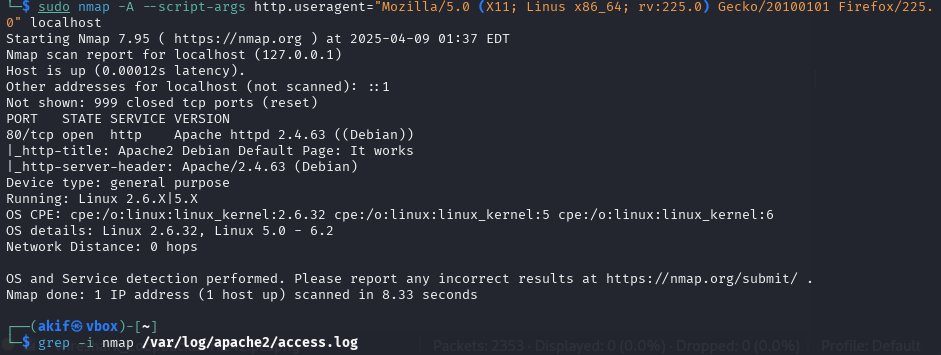 └─$ sudo nmap -A --script-args http.useragent="Mozilla/5.0 (X11; Linus x86_64; rv:225.0) Gecko/20100101 Firefox/225.
0" localhost
Starting Nmap 7.95 ( https://nmap.org ) at 2025-04-09 01:37 EDT
Nmap scan report for localhost (127.0.0.1)
Host is up (0.00012s latency).
Other addresses for localhost (not scanned): ::1
Not shown: 999 closed tcp ports (reset)
PORT   STATE SERVICE VERSION
80/tcp open  http    Apache httpd 2.4.63 ((Debian))
|_http-title: Apache2 Debian Default Page: It works
|_http-server-header: Apache/2.4.63 (Debian)
Device type: general purpose
Running: Linux 2.6.X|5.X
OS CPE: cpe:/o:linux:linux_kernel:2.6.32 cpe:/o:linux:linux_kernel:5 cpe:/o:linux:linux_kernel:6
OS details: Linux 2.6.32, Linux 5.0 - 6.2
Network Distance: 0 hops
OS and Service detection performed. Please report any incorrect results at https://nmap.org/submit/ .
Nmap done: 1 IP address (1 host up) scanned in 8.33 seconds
┌──(akif㉿vbox)-[~]
└─$ grep -i nmap /var/log/apache2/access.log
Packets: 2353 · Displayed: 0 (0.0%) · Dropped: 0 (0.0%) Profile: Default